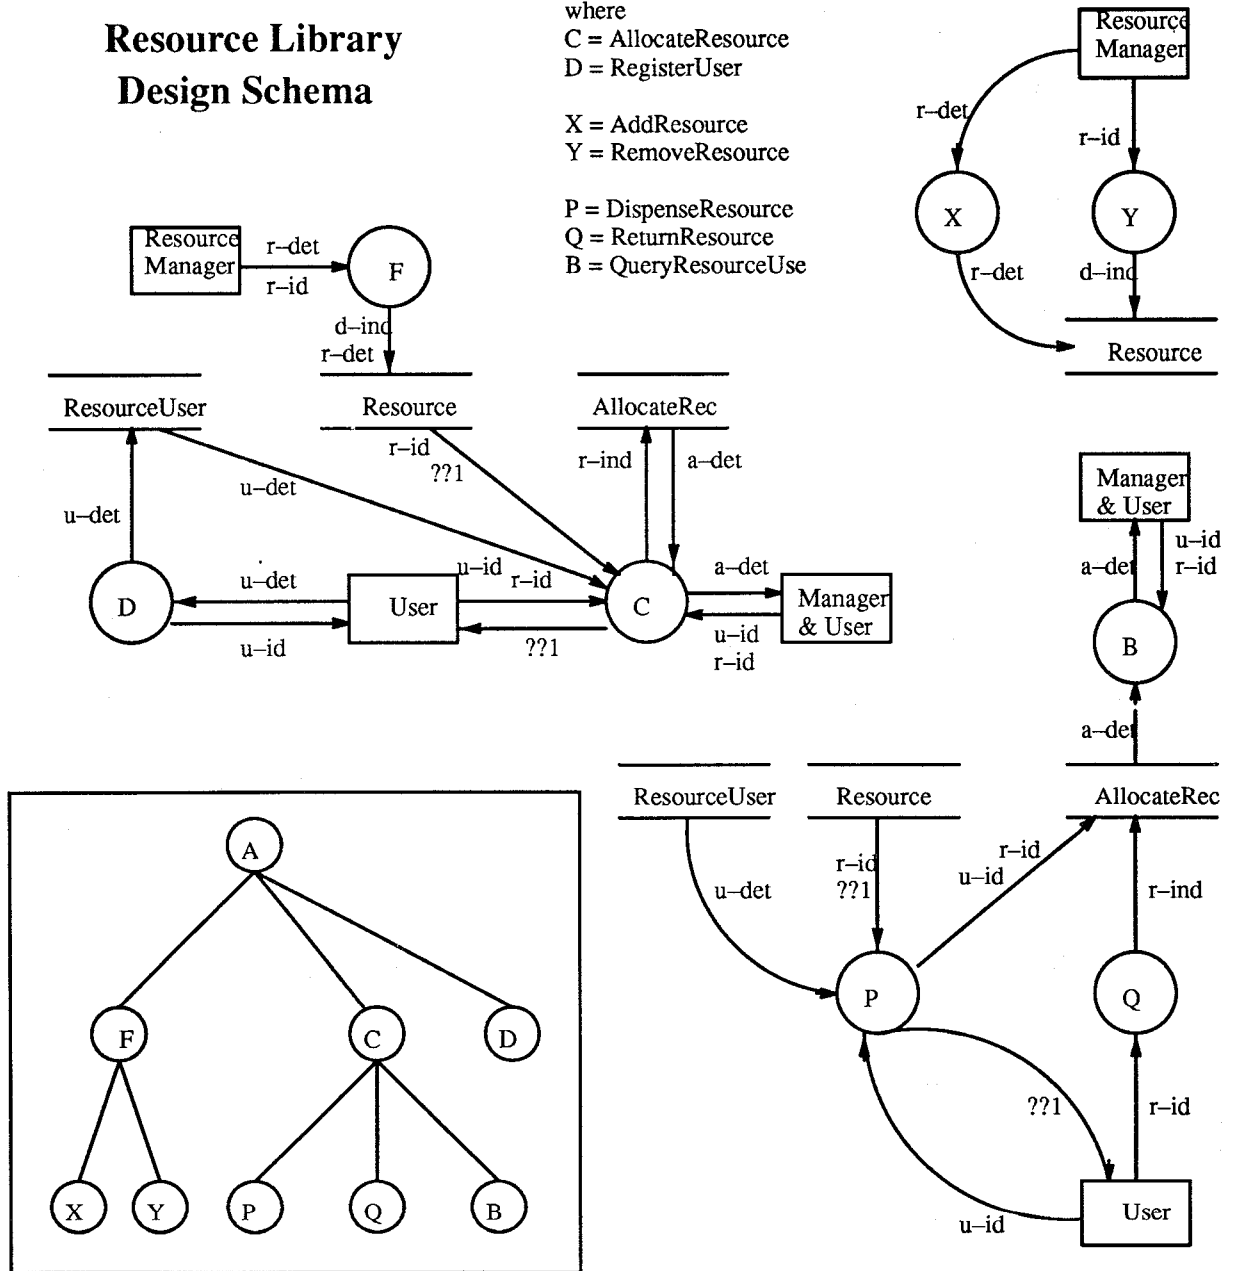 Resource Library
Design Schema
where
C = AllocateResource
D = RegisterUser
X = AddResource
Y = RemoveResource
P = DispenseResource
Q = ReturnResource
B = QueryResourceUse
Resource
Manager
r-det
r-id
X
Y
r-det
d-ind
Resource
Resource
Manager
r-det
r-id
F
d-ind
r-det
ResourceUser
Resource
AllocateRec
r-id
??1
r-ind
a-det
u-det
u-det
D
u-det
u-id
User
u-id
r-id
??1
C
a-det
u-id
r-id
Manager
& User
Manager
& User
a-det
u-id
r-id
B
a-det
ResourceUser
Resource
AllocateRec
u-det
r-id
??1
r-id
u-id
r-ind
P
Q
??1
r-id
u-id
User
A
F
C
D
X
Y
P
Q
B